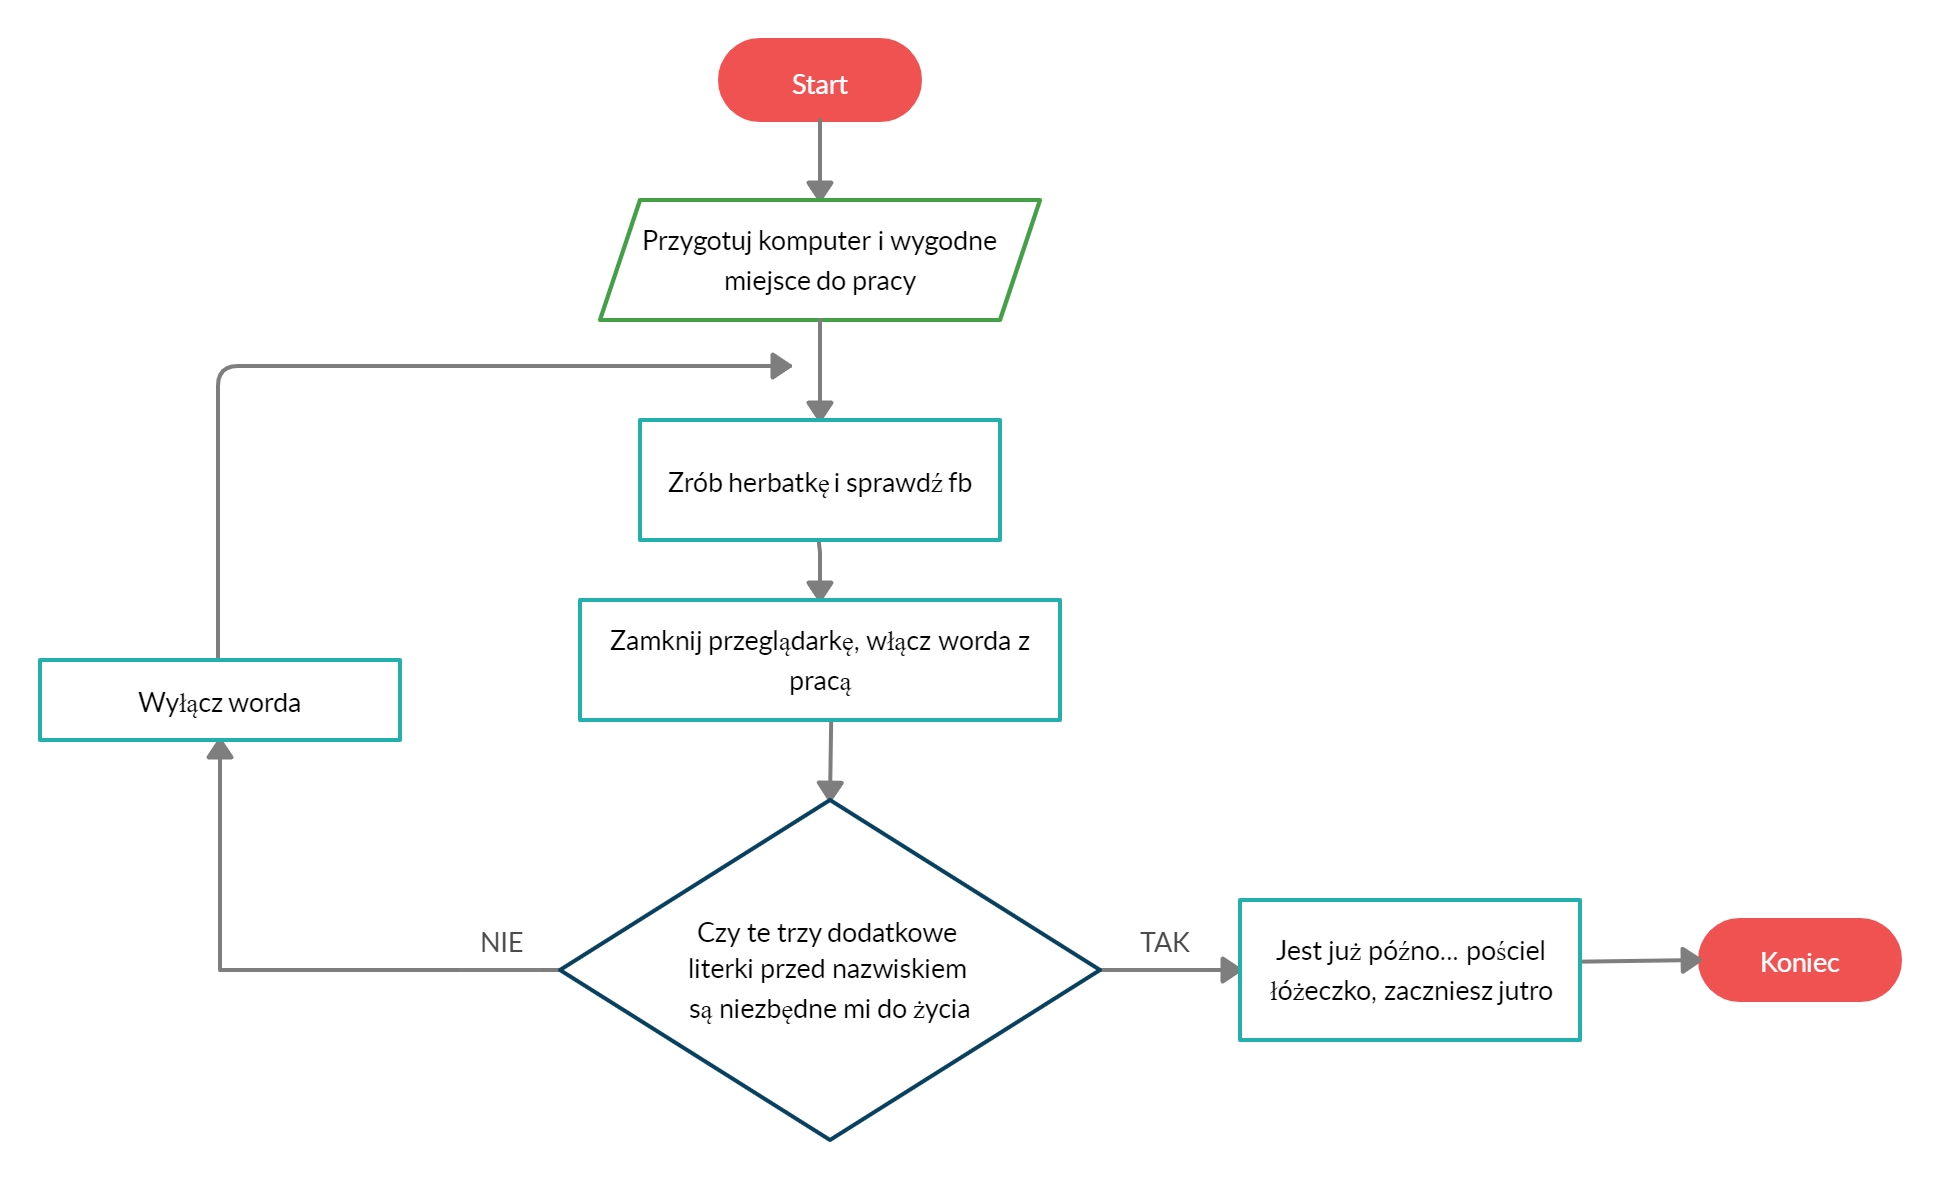 Start
Przygotuj komputer i wygodne
miejsce do pracy
Zrób herbatkę i sprawdź fb
Zamknij przeglądarkę, włącz worda z
pracą
Wyłącz worda
Czy te trzy dodatkowe
literki przed nazwiskiem
są niezbędne mi do życia
NIE
TAK
Jest już późno... pościel
łóżeczko, zaczniesz jutro
Koniec